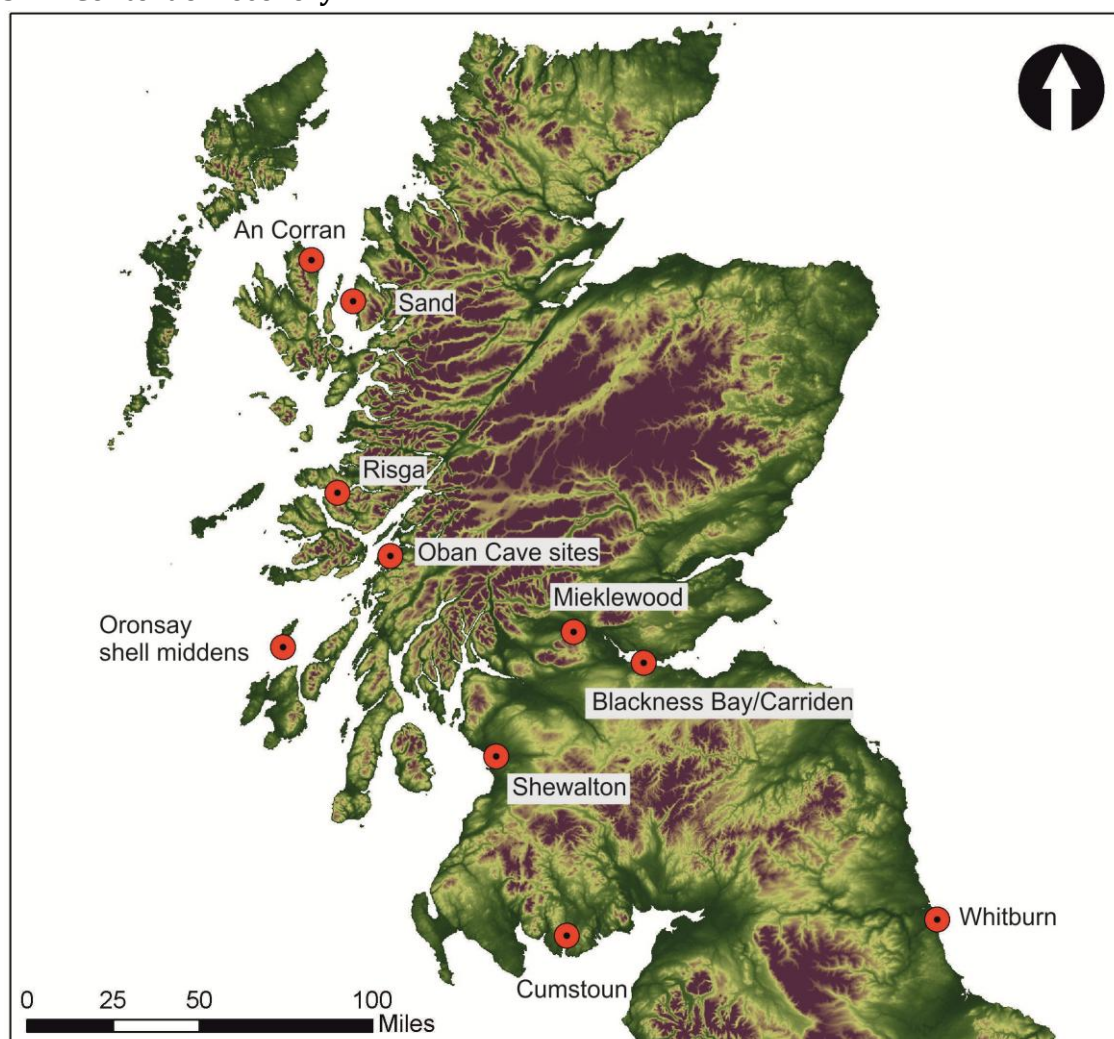 An Corran
Sand
Risga
Oban Cave sites
Mieklewood
Oronsay
shell middens
Blackness Bay/Carriden
Shewalton
Whitburn
Cumstoun
0 25 50 100
Miles